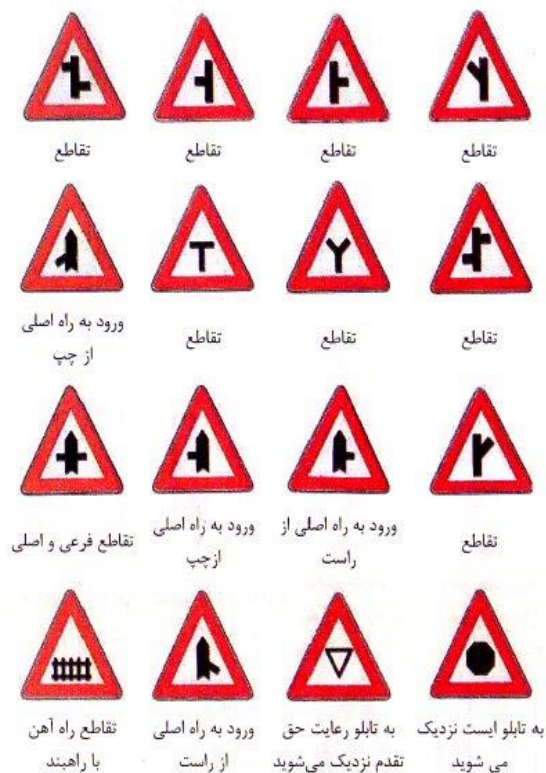 تقاطع
تقاطع
تقاطع
تقاطع
تقاطع
تقاطع
تقاطع
ورود به راه اصلی
از چپ
تقاطع
ورود به راه اصلی از
راست
ورود به راه اصلی
ازچپ
تقاطع فرعی و اصلی
به تابلو ایست نزدیک
می شوید
به تابلو رعایت حق
تقدم نزدیک می‌شوید
ورود به راه اصلی
از راست
تقاطع راه آهن
با راهبند